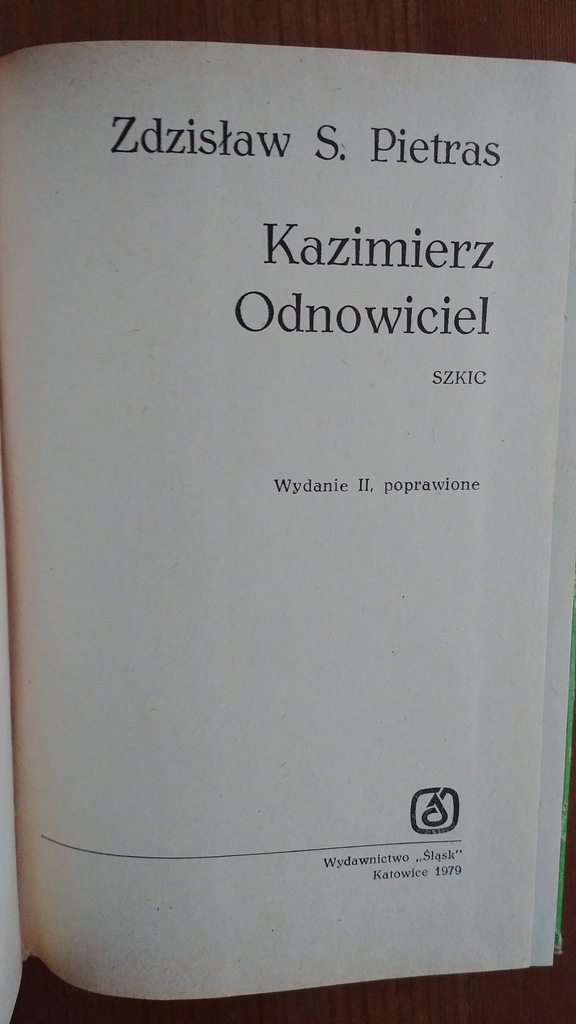 Zdzisław S. Pietras
Kazimierz
Odnowiciel
SZKIC
Wydanie II, poprawione
Wydawnictwo „Śląsk"
Katowice 1979